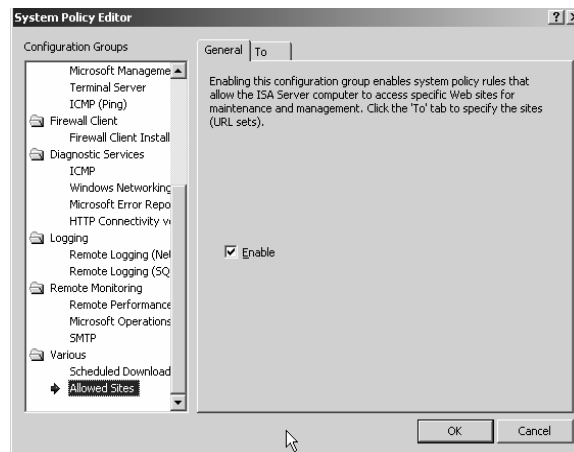 System Policy Editor
Configuration Groups
Microsoft Manageme
Terminal Server
ICMP (Ping)
Firewall Client
Firewall Client Install
Diagnostic Services
ICMP
Windows Networking
Microsoft Error Repo
HTTP Connectivity v
Logging
Remote Logging (Net
Remote Logging (SQ
Remote Monitoring
Remote Performance
Microsoft Operations
SMTP
Various
Scheduled Download
Allowed Sites
General
To
Enabling this configuration group enables system policy rules that
allow the ISA Server computer to access specific Web sites for
maintenance and management. Click the 'To' tab to specify the sites
(URL sets).
Enable
OK
Cancel